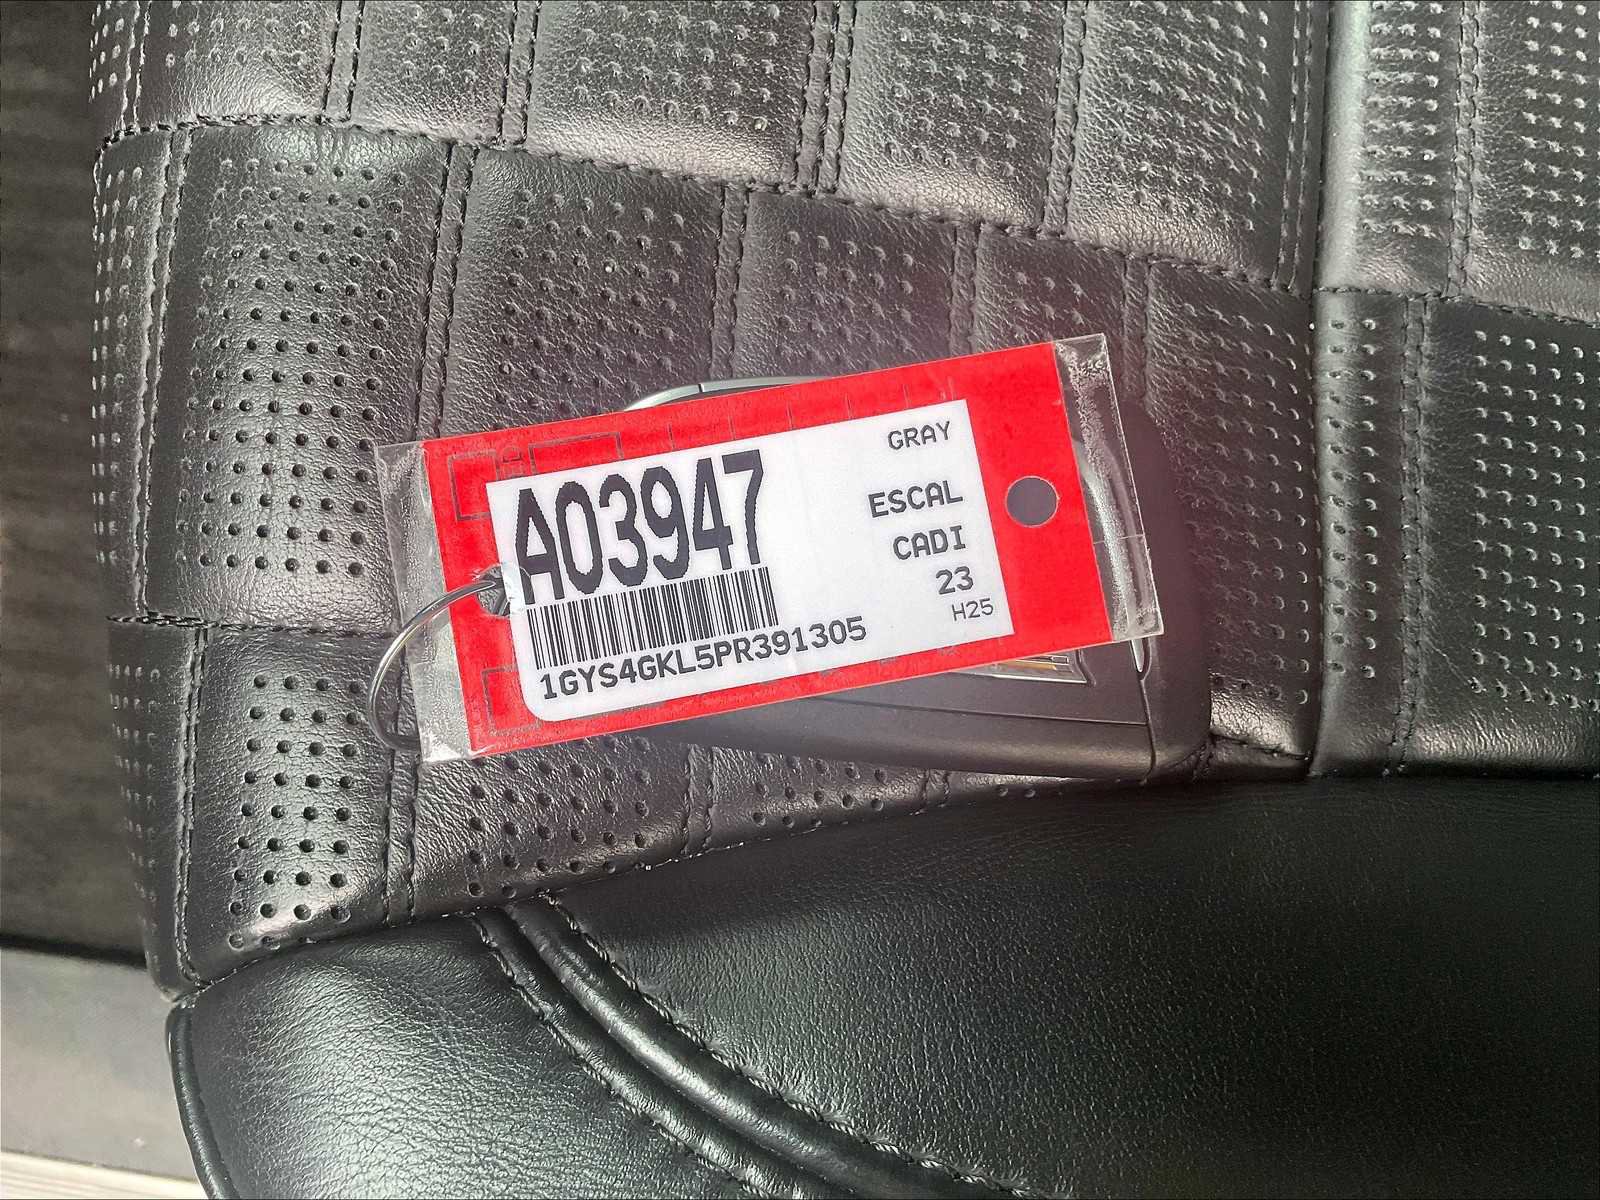 GRAY
A03947
ESCAL
CADI
23
H25
1GYS4GKL5PR391305